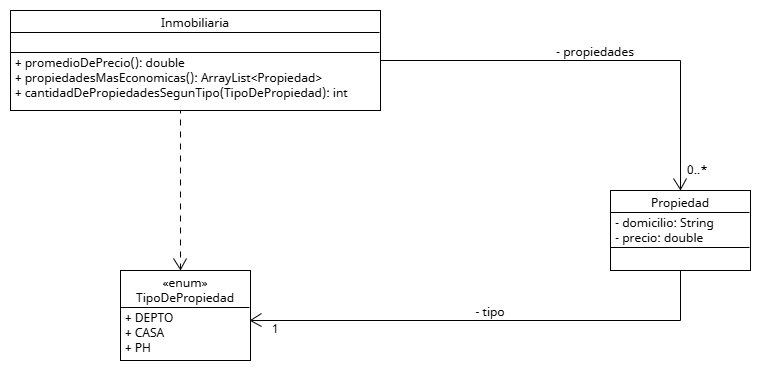 Inmobiliaria
+ promedioDePrecio(): double
+ propiedadesMasEconomicas(): ArrayList<Propiedad>
+ cantidadDePropiedadesSegunTipo(TipoDePropiedad): int
- propiedades
0..*
Propiedad
- domicilio: String
- precio: double
«enum»
TipoDePropiedad
+ DEPTO
+ CASA
+ PH
- tipo
1